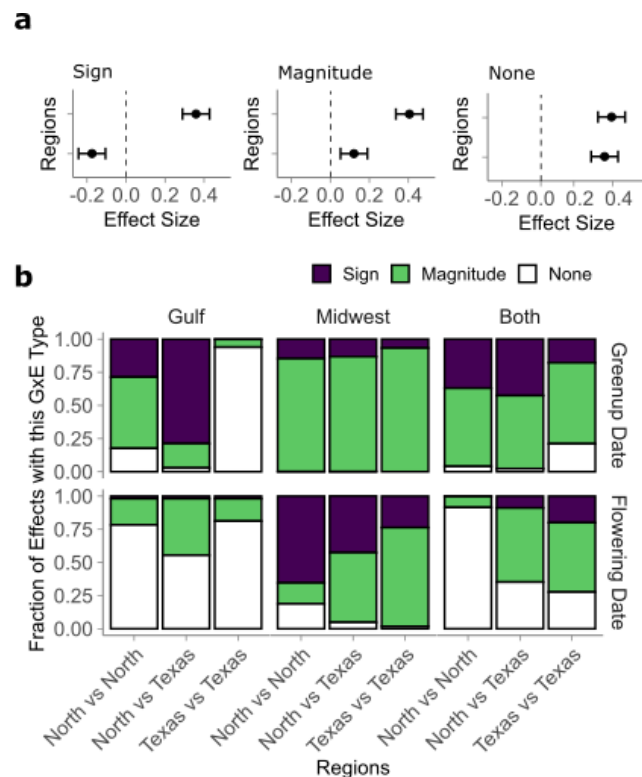 a
Sign
Magnitude
None
Regions
Regions
Regions
-0.2 0.0 0.2 0.4
-0.2 0.0 0.2 0.4
-0.2 0.0 0.2 0.4
Effect Size
Effect Size
Effect Size
b
Sign Magnitude None
Gulf Midwest Both
Fraction of Effects with this GxE Type
1.00
0.75
0.50
0.25
0.00
Greenup Date
1.00
0.75
0.50
0.25
0.00
Flowering Date
North vs North
North vs Texas
Texas vs Texas
North vs North
North vs Texas
Texas vs Texas
North vs North
North vs Texas
Texas vs Texas
Regions